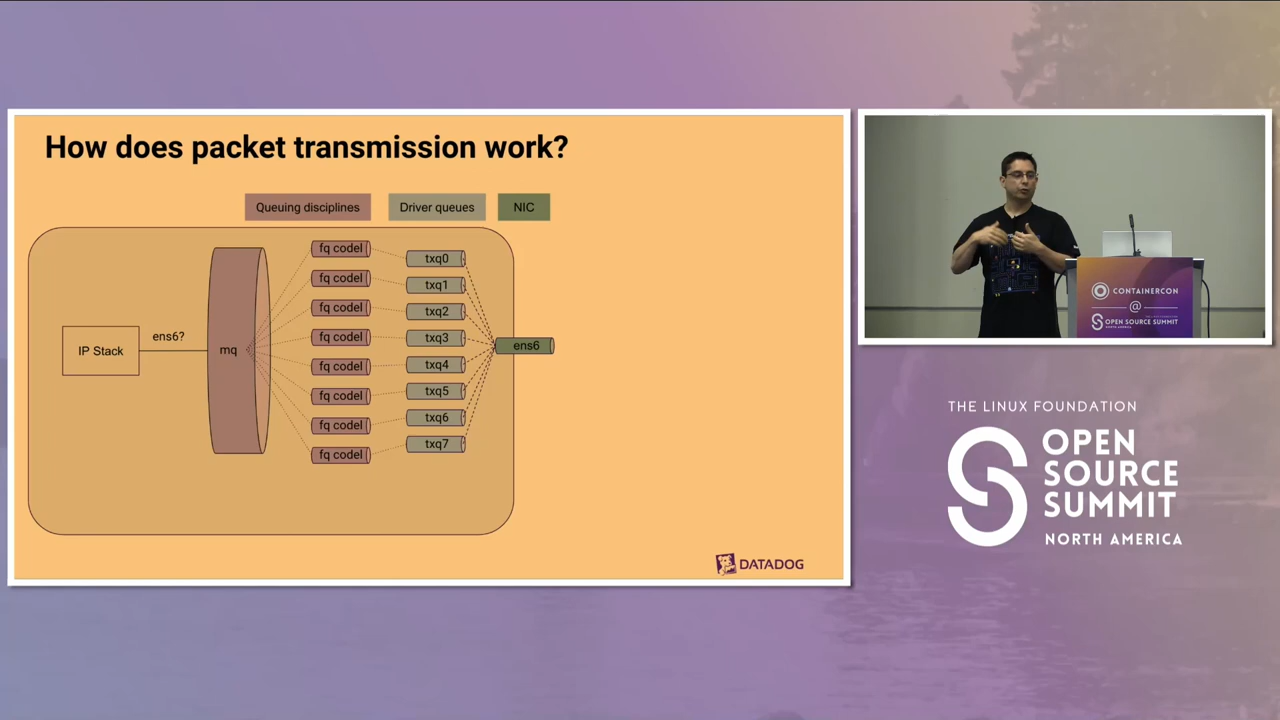 How does packet transmission work?
Queuing disciplines
Driver queues
NIC
IP Stack
ens6?
mq
fq codel
fq codel
fq codel
fq codel
fq codel
fq codel
fq codel
fq codel
txq0
txq1
txq2
txq3
txq4
txq5
txq6
txq7
ens6
DATADOG
CONTAINERCON
@
OPEN SOURCE SUMMIT
NORTH AMERICA
THE LINUX FOUNDATION
OPEN
SOURCE
SUMMIT
NORTH AMERICA